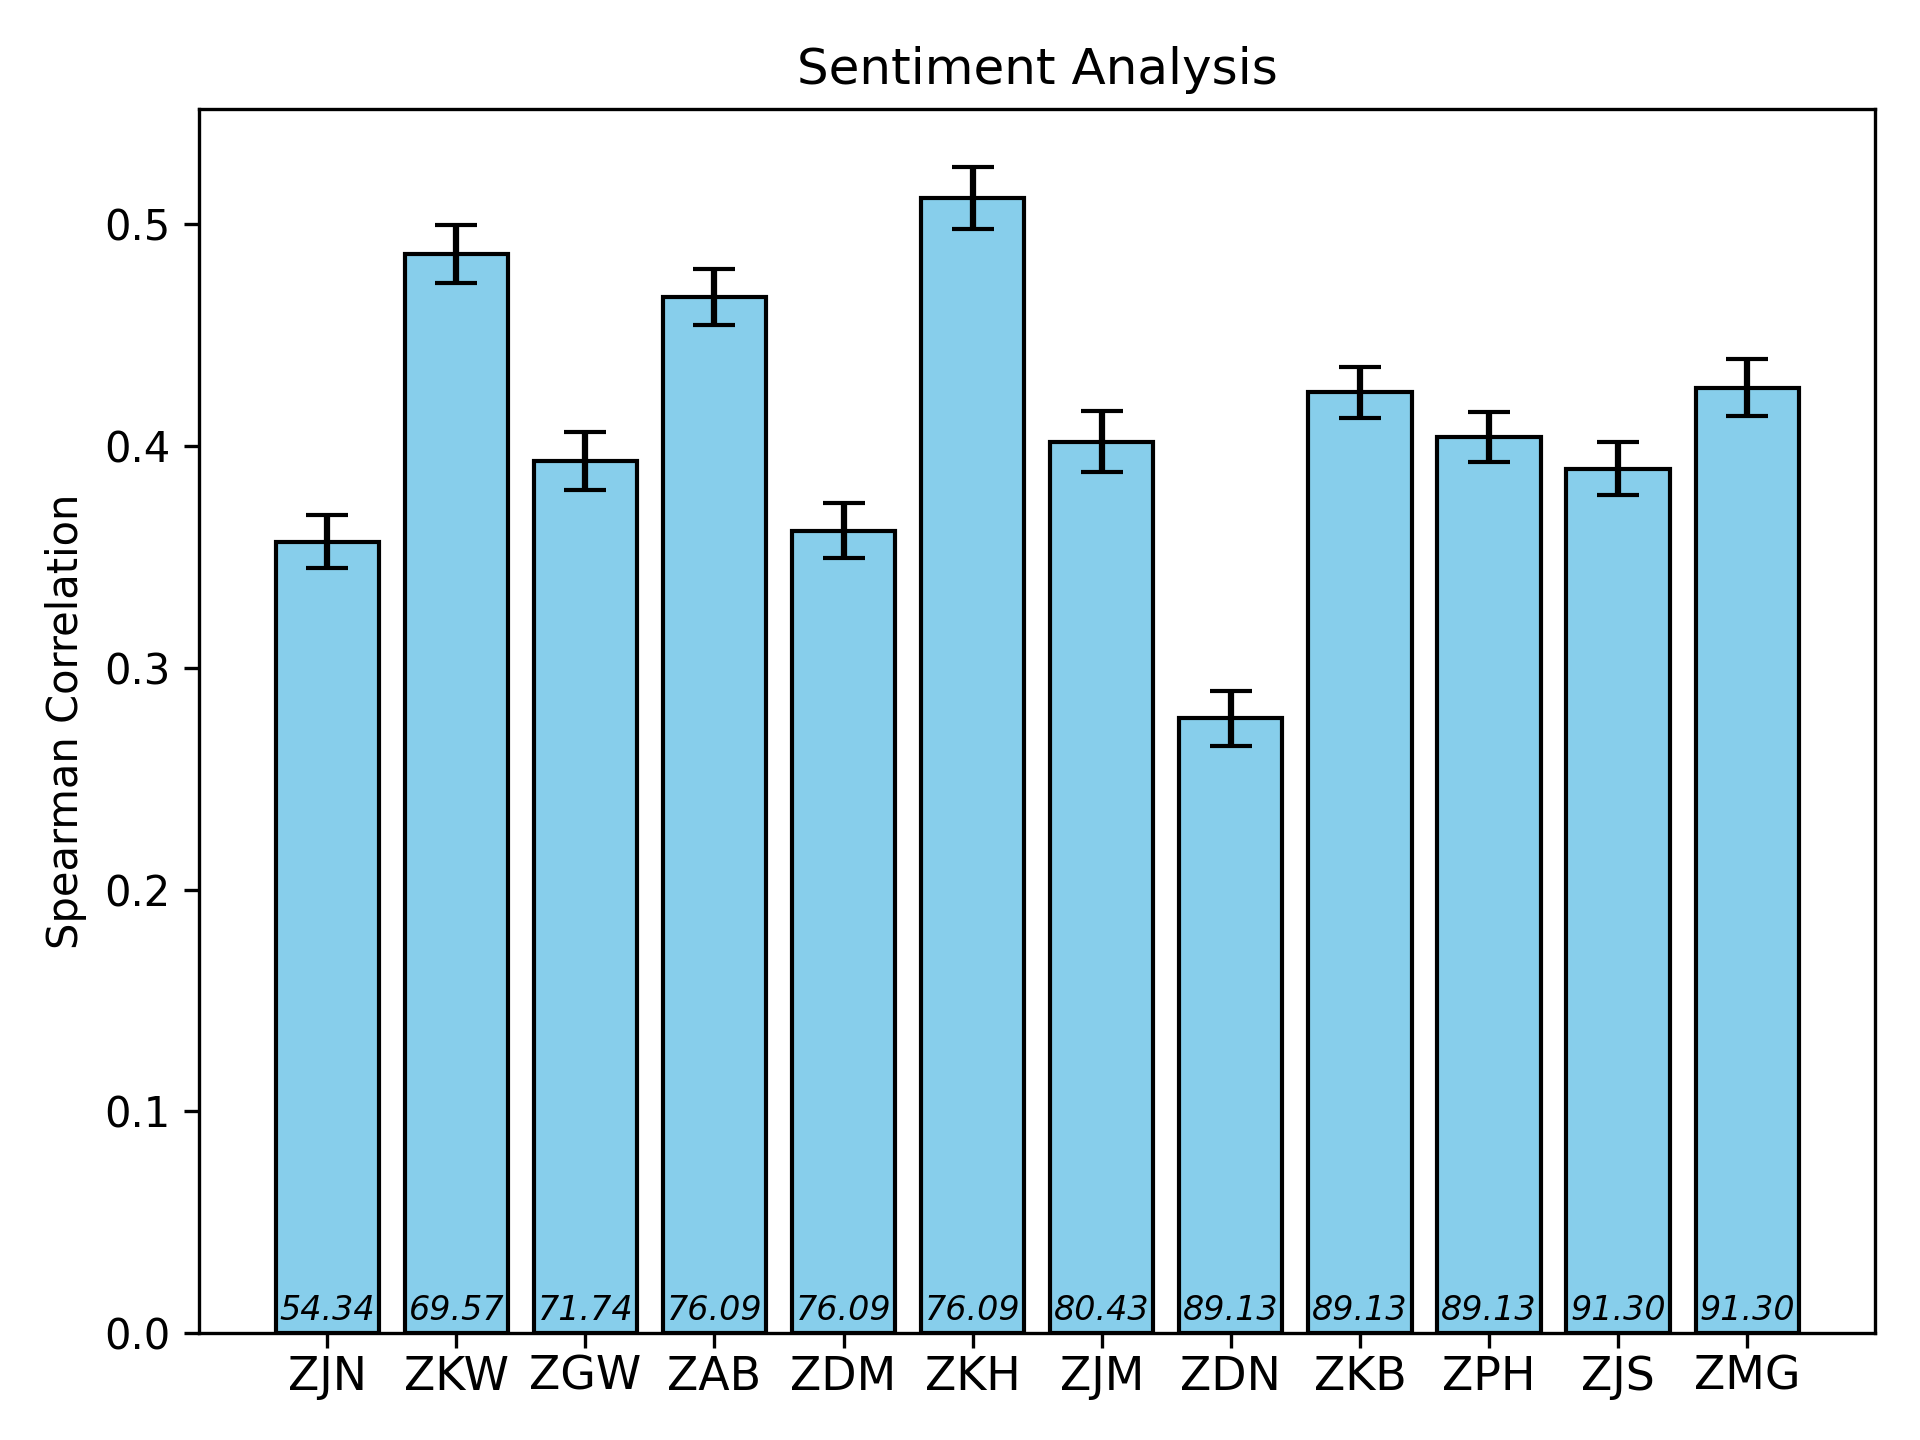 Sentiment Analysis
Spearman Correlation
0.5
0.4
0.3
0.2
0.1
0.0
54.34 69.57 71.74 76.09 76.09 76.09 80.43 89.13 89.13 89.13 91.30 91.30
ZJN ZKW ZGW ZAB ZDM ZKH ZJM ZDN ZKB ZPH ZJS ZMG